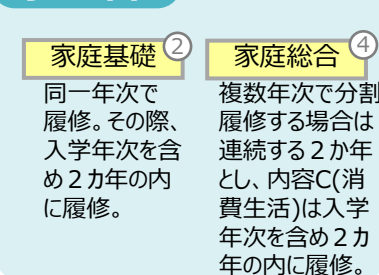 家庭基礎②
同一年次で
履修。その際、
入学年次を含
め２カ年の内
に履修。
家庭総合④
複数年次で分割
履修する場合は
連続する２か年
とし、内容C(消
費生活)は入学
年次を含め２カ
年の内に履修。